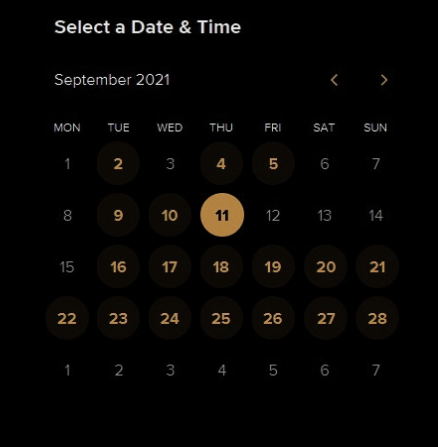 Select a Date & Time
September 2021
MON TUE WED THU FRI SAT SUN
1 2 3 4 5 6 7
8 9 10 11 12 13 14
15 16 17 18 19 20 21
22 23 24 25 26 27 28
1 2 3 4 5 6 7